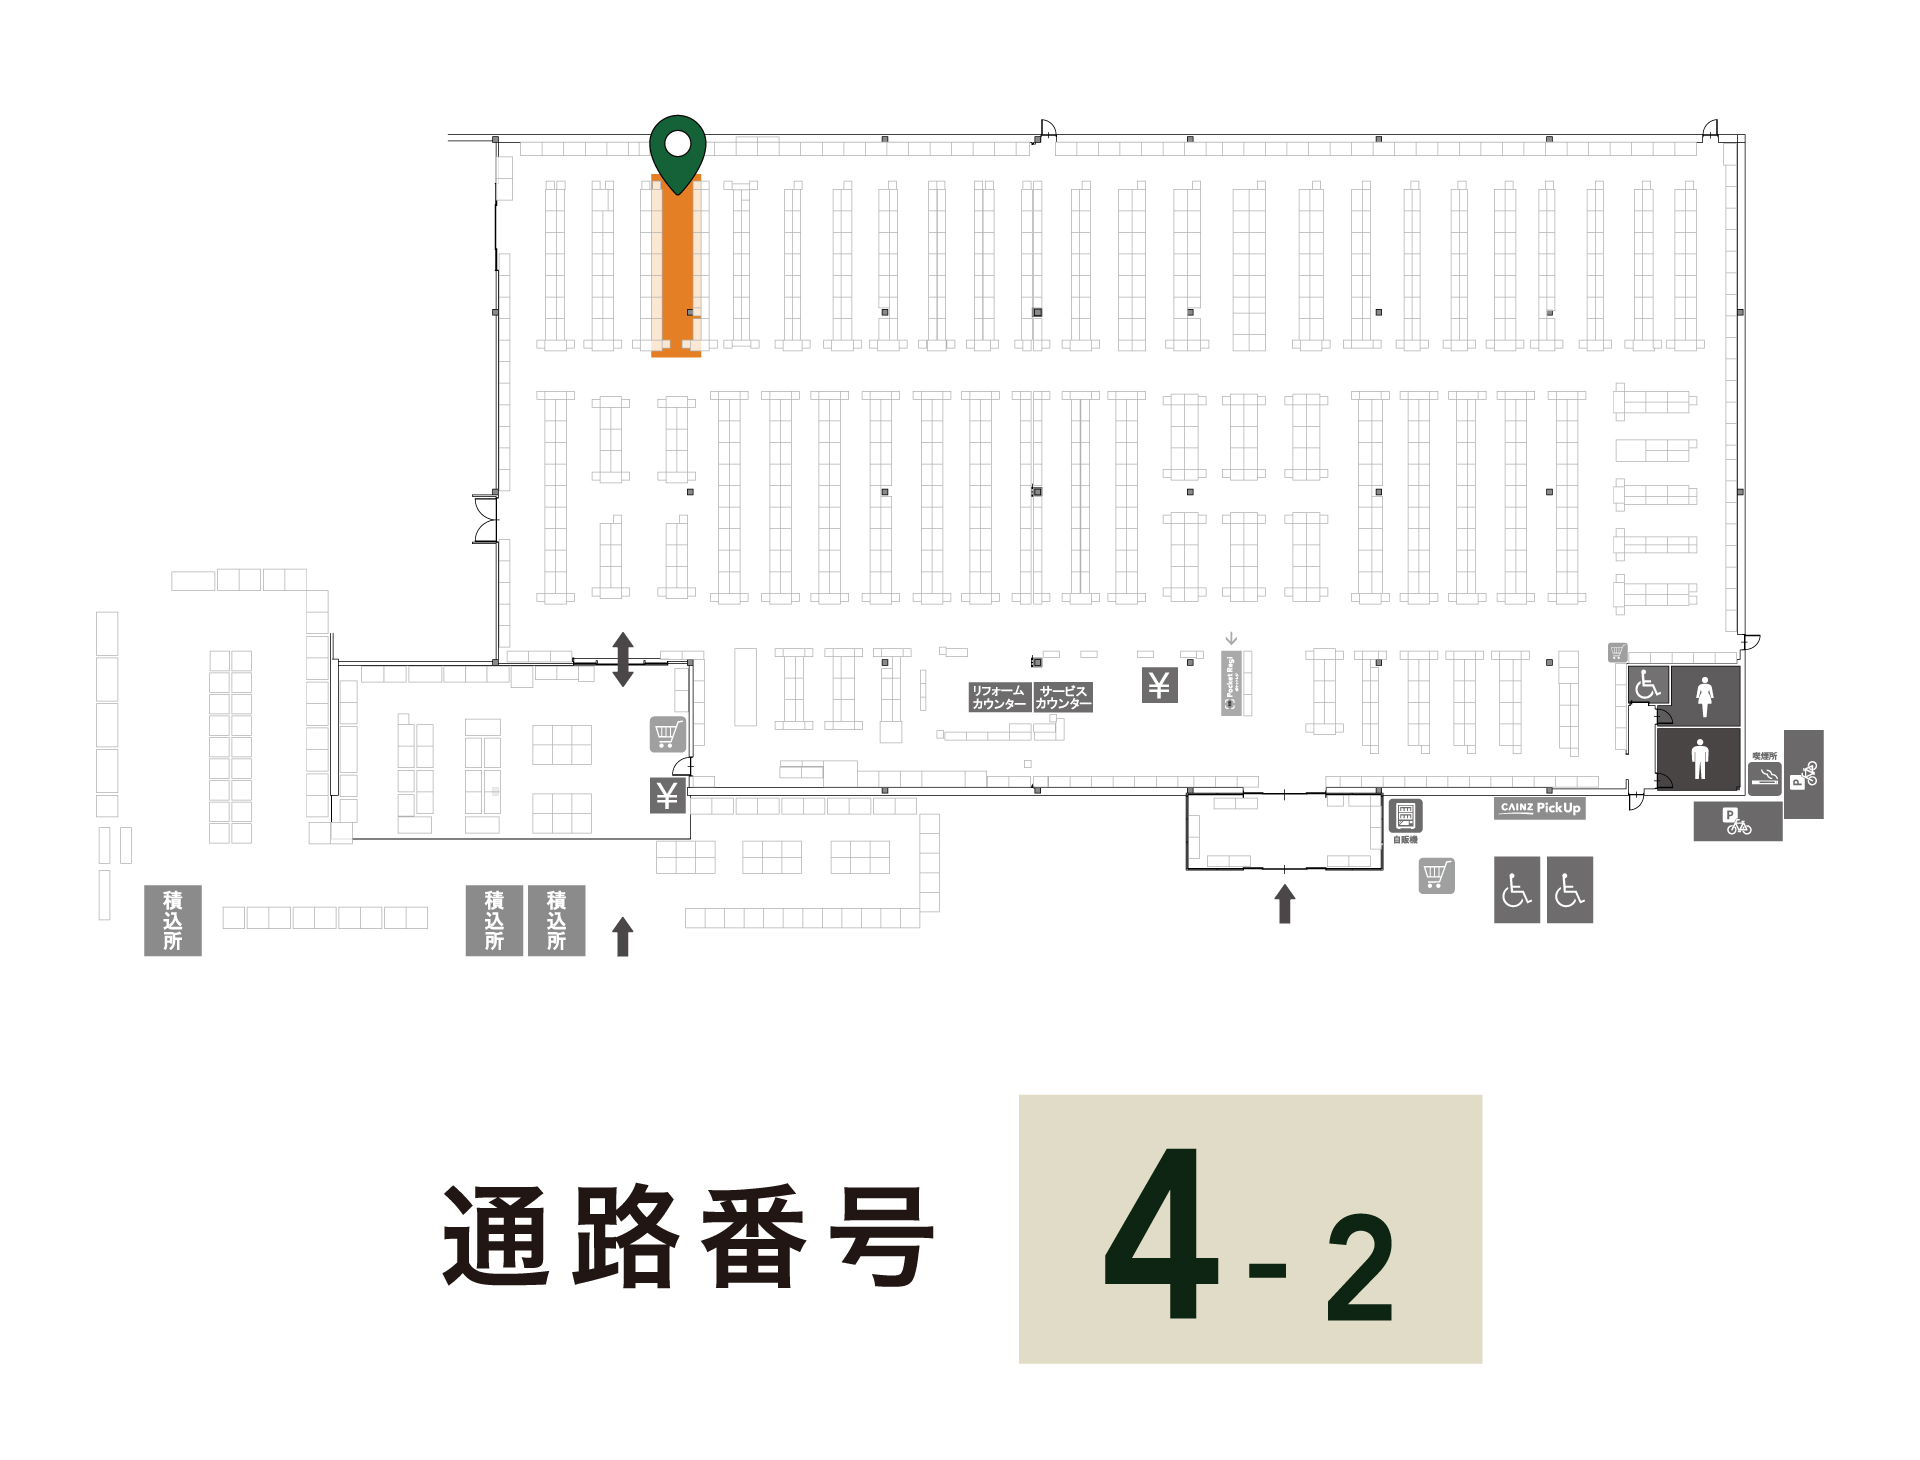 リフォーム
カウンター
サービス
カウンター
¥
Pocket Regi
¥
喫煙所
P
P
CAINZ PickUp
自販機
積込所
積込所
積込所
通路番号
4-2